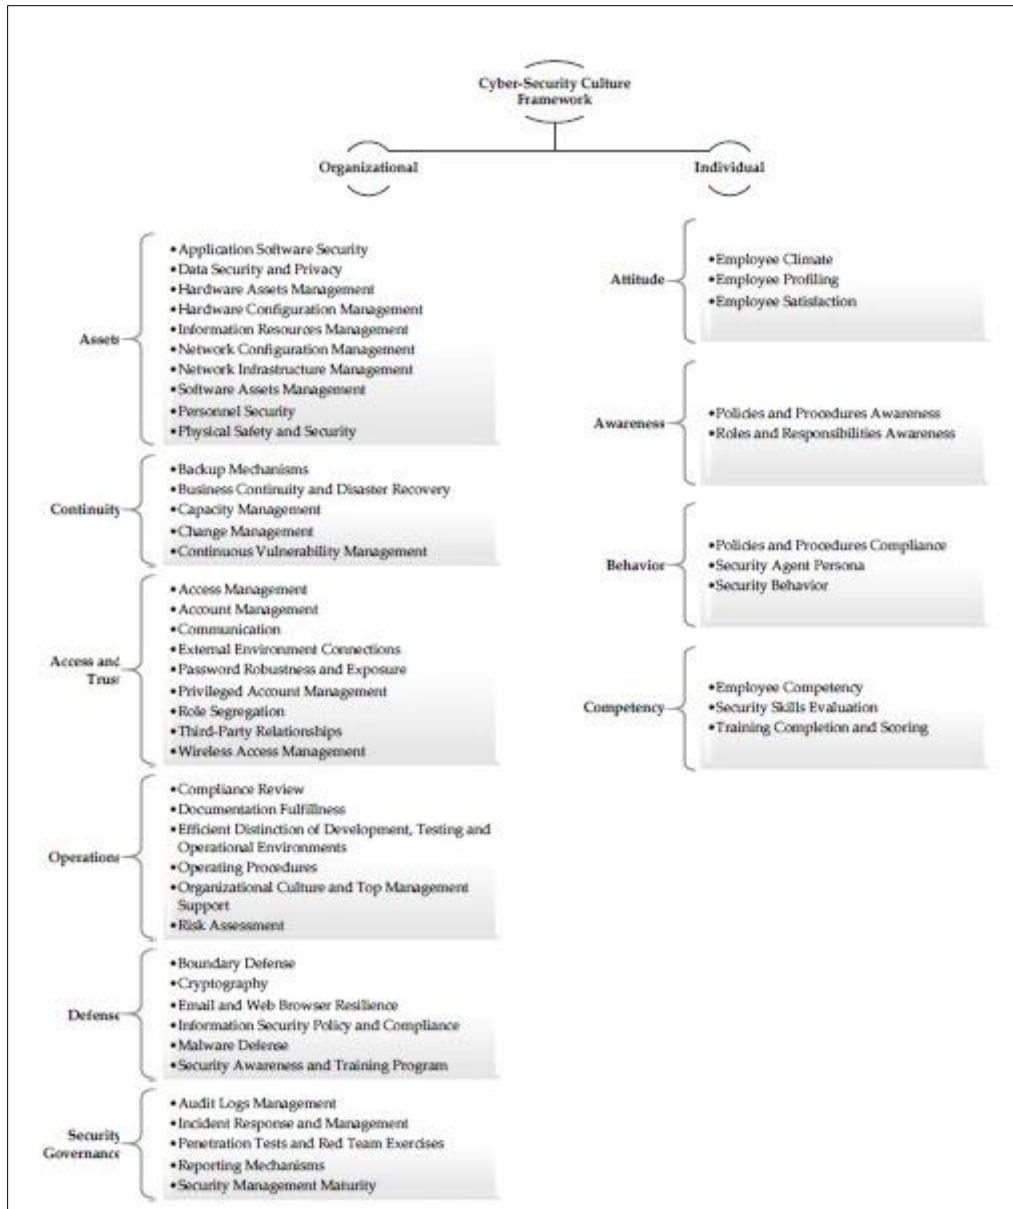 Cyber-Security Culture
Framework
Organizational
Individual
Assets
•Application Software Security
•Data Security and Privacy
•Hardware Assets Management
•Hardware Configuration Management
•Information Resources Management
•Network Configuration Management
•Network Infrastructure Management
•Software Assets Management
•Personnel Security
•Physical Safety and Security
Continuity
•Backup Mechanisms
•Business Continuity and Disaster Recovery
•Capacity Management
•Change Management
•Continuous Vulnerability Management
Access and
Trust
•Access Management
•Account Management
•Communication
•External Environment Connections
•Password Robustness and Exposure
•Privileged Account Management
•Role Segregation
•Third-Party Relationships
•Wireless Access Management
Operations
•Compliance Review
•Documentation Fulfillness
•Efficient Distinction of Development, Testing and
Operational Environments
•Operating Procedures
•Organizational Culture and Top Management
Support
•Risk Assessment
Defense
•Boundary Defense
•Cryptography
•Email and Web Browser Resilience
•Information Security Policy and Compliance
•Malware Defense
•Security Awareness and Training Program
Security
Governance
•Audit Logs Management
•Incident Response and Management
•Penetration Tests and Red Team Exercises
•Reporting Mechanisms
•Security Management Maturity
Attitude
•Employee Climate
•Employee Profiling
•Employee Satisfaction
Awareness
•Policies and Procedures Awareness
•Roles and Responsibilities Awareness
Behavior
•Policies and Procedures Compliance
•Security Agent Persona
•Security Behavior
Competency
•Employee Competency
•Security Skills Evaluation
•Training Completion and Scoring